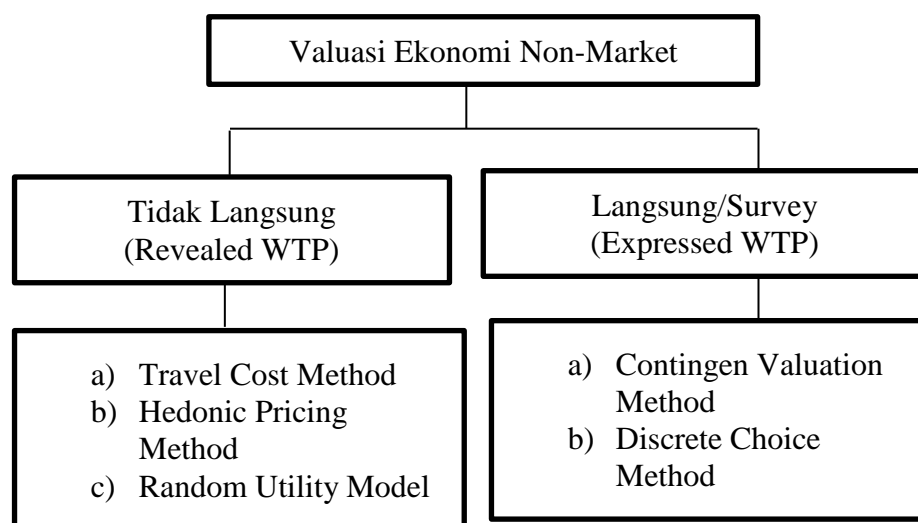 Valuasi Ekonomi Non-Market
Tidak Langsung
(Revealed WTP)
Langsung/Survey
(Expressed WTP)
a) Travel Cost Method
b) Hedonic Pricing
Method
c) Random Utility Model
a) Contingen Valuation
Method
b) Discrete Choice
Method